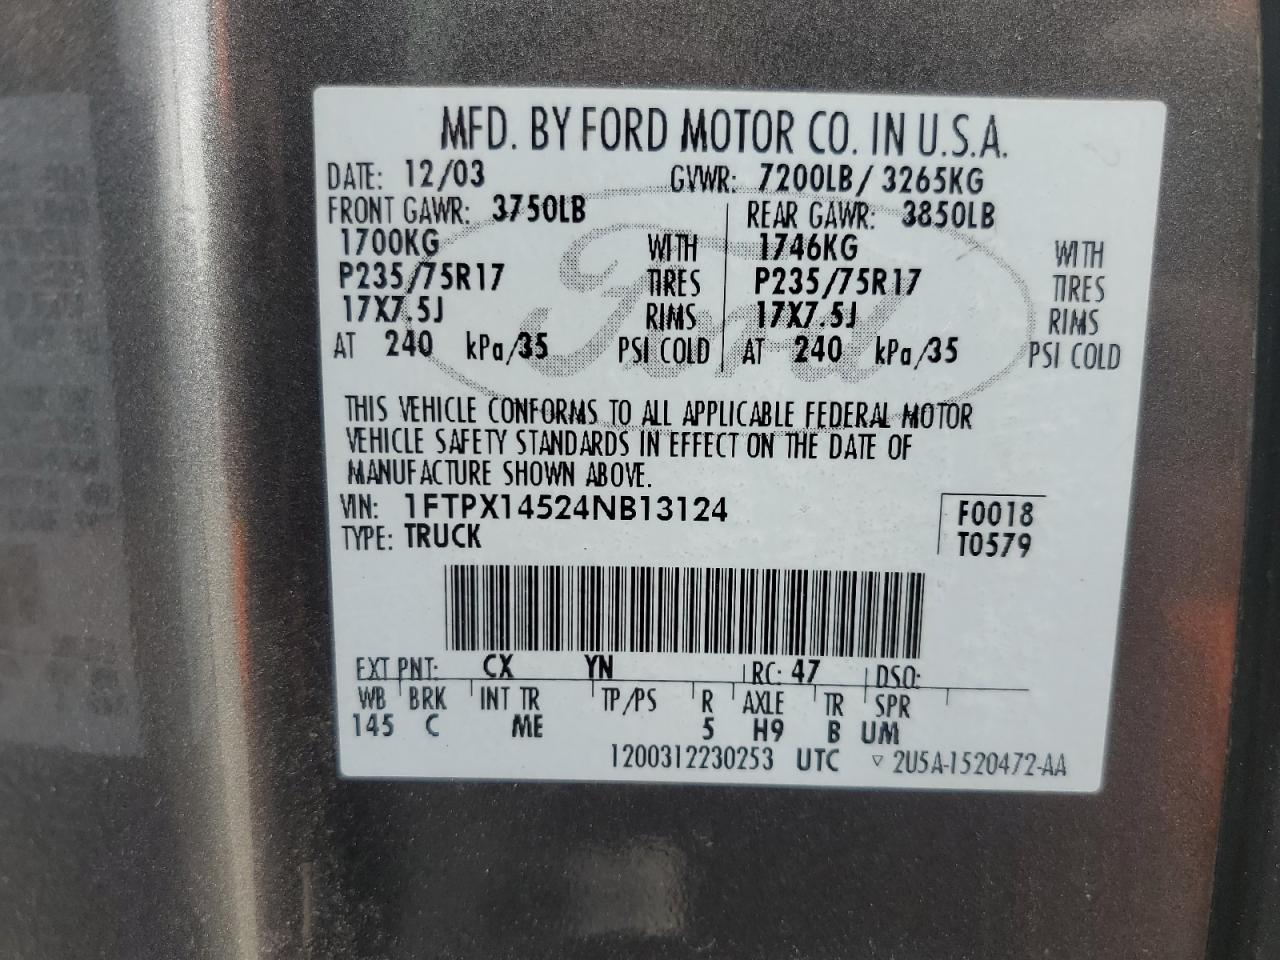 MFD. BY FORD MOTOR CO. IN U.S.A.
DATE: 12/03 GVWR: 7200LB/ 3265KG
FRONT GAWR: 3750LB REAR GAWR: 3850LB
1700KG WITH 1746KG WITH
P235/75R17 TIRES P235/75R17 TIRES
17X7.5J RIMS 17X7.5J RIMS
AT 240 kPa/35 PSI COLD AT 240 kPa/35 PSI COLD
Ford
THIS VEHICLE CONFORMS TO ALL APPLICABLE FEDERAL MOTOR
VEHICLE SAFETY STANDARDS IN EFFECT ON THE DATE OF
MANUFACTURE SHOWN ABOVE.
VIN: 1FTPX14524NB13124 F0018
TYPE: TRUCK T0579
EXT PNT: CX YN RC: 47 DSO:
WB BRK INT TR TP/PS R AXLE TR SPR
145 C ME 5 H9 B UM
1200312230253 UTC ▽ 2U5A-1520472-AA